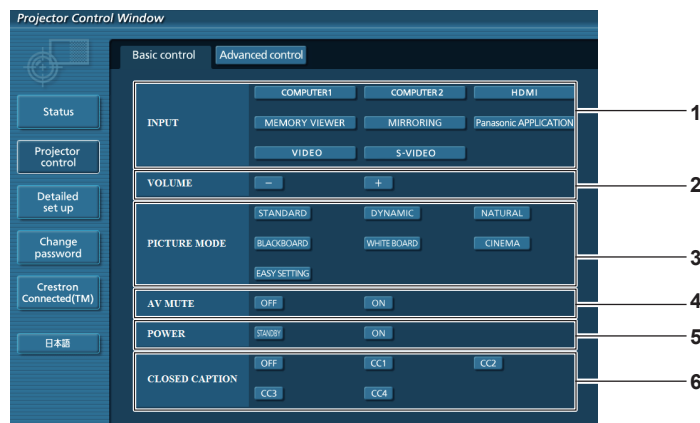 Projector Control Window
Basic control Advanced control
Status
Projector control
Detailed set up
Change password
Crestron Connected(TM)
日本語
INPUT
COMPUTER1 COMPUTER2 HDMI
MEMORY VIEWER MIRRORING Panasonic APPLICATION
VIDEO S-VIDEO
1
VOLUME - +
2
PICTURE MODE
STANDARD DYNAMIC NATURAL
BLACKBOARD WHITE BOARD CINEMA
EASY SETTING
3
AV MUTE OFF ON
4
POWER STANDBY ON
5
CLOSED CAPTION
OFF CC1 CC2
CC3 CC4
6